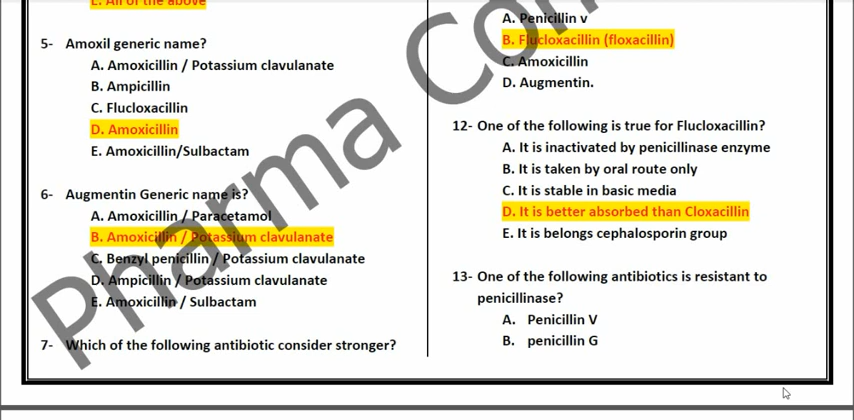 E. All of the above
5- Amoxil generic name?
A. Amoxicillin / Potassium clavulanate
B. Ampicillin
C. Flucloxacillin
D. Amoxicillin
E. Amoxicillin/Sulbactam
6- Augmentin Generic name is?
A. Amoxicillin / Paracetamol
B. Amoxicillin / Potassium clavulanate
C. Benzyl penicillin / Potassium clavulanate
D. Ampicillin / Potassium clavulanate
E. Amoxicillin / Sulbactam
7- Which of the following antibiotic consider stronger?
A. Penicillin v
B. Flucloxacillin (floxacillin)
C. Amoxicillin
D. Augmentin.
12- One of the following is true for Flucloxacillin?
A. It is inactivated by penicillinase enzyme
B. It is taken by oral route only
C. It is stable in basic media
D. It is better absorbed than Cloxacillin
E. It is belongs cephalosporin group
13- One of the following antibiotics is resistant to
penicillinase?
A. Penicillin V
B. penicillin G
Pharma